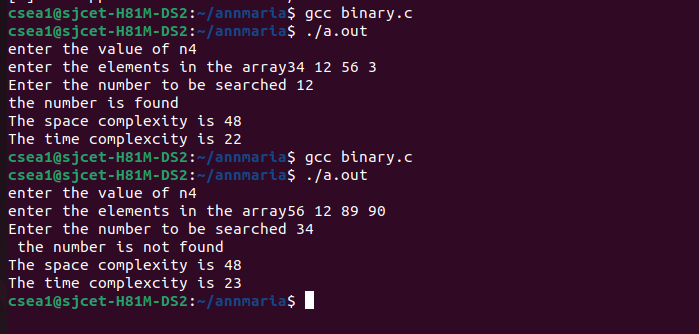 csea1@sjcet-H81M-DS2:~/annmaria$ gcc binary.c
csea1@sjcet-H81M-DS2:~/annmaria$ ./a.out
enter the value of n4
enter the elements in the array34 12 56 3
Enter the number to be searched 12
the number is found
The space complexity is 48
The time complexcity is 22
csea1@sjcet-H81M-DS2:~/annmaria$ gcc binary.c
csea1@sjcet-H81M-DS2:~/annmaria$ ./a.out
enter the value of n4
enter the elements in the array56 12 89 90
Enter the number to be searched 34
 the number is not found
The space complexity is 48
The time complexcity is 23
csea1@sjcet-H81M-DS2:~/annmaria$